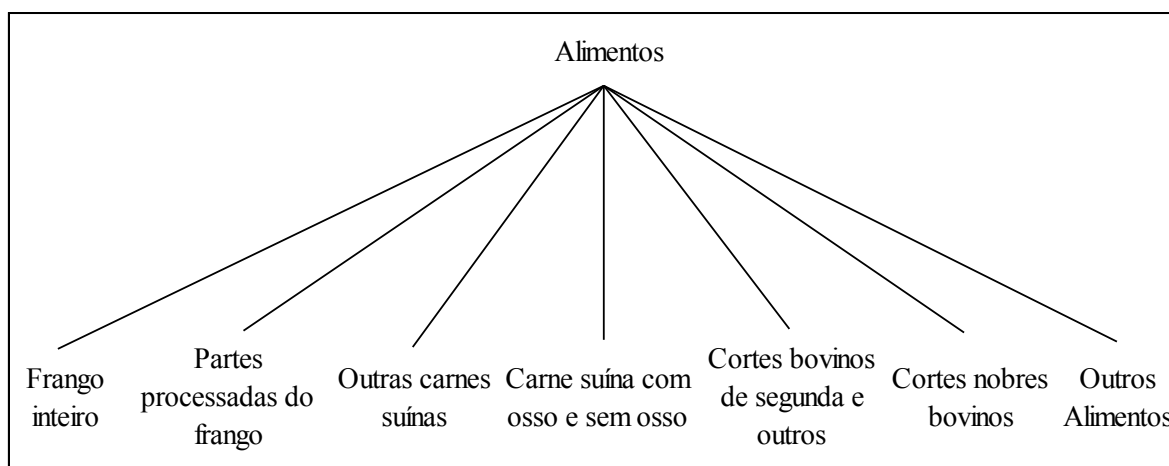 Alimentos
Frango
inteiro
Partes
processadas do
frango
Outras carnes
suínas
Carne suína com
osso e sem osso
Cortes bovinos
de segunda e
outros
Cortes nobres
bovinos
Outros
Alimentos